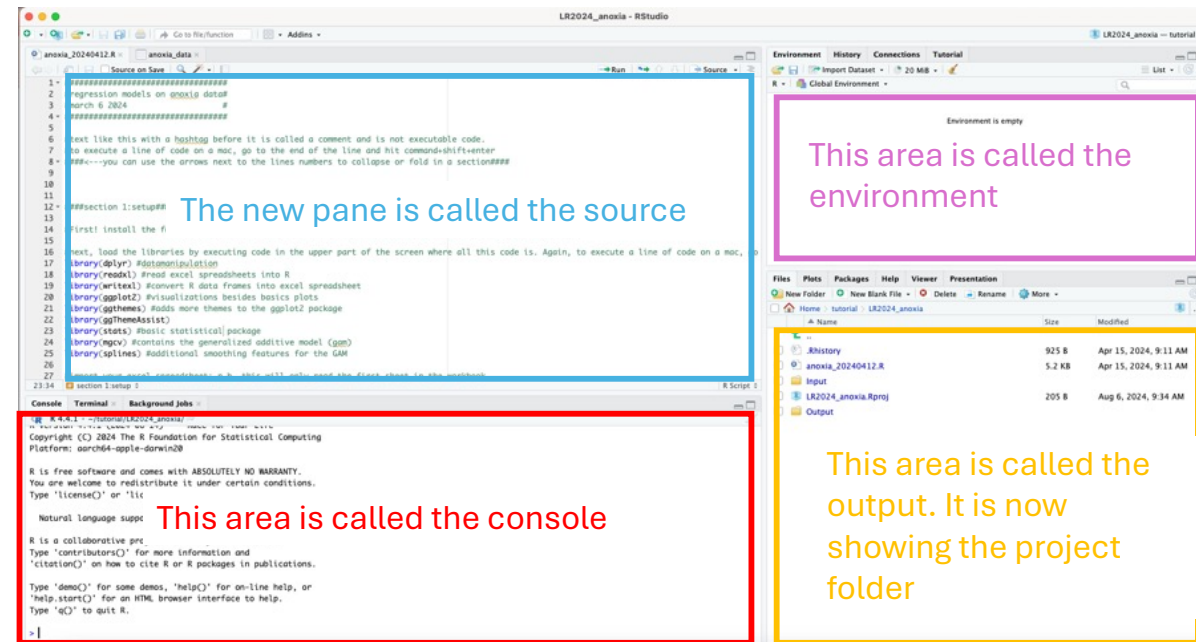 LR2024_anoxia - RStudio
Go to file/function
Addins
LR2024_anoxia — tutorial
anoxia_20240412.R
anoxia_data
Source on Save
Run
Source
1 ################################
2 regression models on anoxia data#
3 march 6 2024 #
4 ################################
5
6 text like this with a hashtag before it is called a comment and is not executable code.
7 to execute a line of code on a mac, go to the end of the line and hit command+shift+enter
8 ###<---you can use the arrows next to the lines numbers to collapse or fold in a section####
9
10
11
12 ###section 1:setup##
13
The new pane is called the source
14 First! install the
15
16 next, load the libraries by executing code in the upper part of the screen where all this code is. Again, to execute a line of code on a mac,
17 library(dplyr) #datamanipulation
18 library(readxl) #read excel spreadsheets into R
19 library(writexl) #convert R data frames into excel spreadsheet
20 library(ggplot2) #visualizations besides basics plots
21 library(ggthemes) #adds more themes to the ggplot2 package
22 library(ggThemeAssist)
23 library(stats) #basic statistical package
24 library(mgcv) #contains the generalized additive model (gam)
25 library(splines) #additional smoothing features for the GAM
26
27 import your excel spreadsheet: n.b. this will only read the first sheet in the workbook
23:34 section 1:setup
R Script
Console Terminal Background Jobs
R 4.4.1 · ~/tutorial/LR2024_anoxia/
Copyright (C) 2024 The R Foundation for Statistical Computing
Platform: aarch64-apple-darwin20
R is free software and comes with ABSOLUTELY NO WARRANTY.
You are welcome to redistribute it under certain conditions.
Type 'license()' or 'lic
Natural language suppo
This area is called the console
R is a collaborative pro
Type 'contributors()' for more information and
'citation()' on how to cite R or R packages in publications.
Type 'demo()' for some demos, 'help()' for on-line help, or
'help.start()' for an HTML browser interface to help.
Type 'q()' to quit R.
>
Environment History Connections Tutorial
Import Dataset
20 MiB
List
R
Global Environment
Environment is empty
This area is called the
environment
Files Plots Packages Help Viewer Presentation
New Folder New Blank File Delete Rename More
Home tutorial LR2024_anoxia
Name Size Modified
..
.Rhistory 925 B Apr 15, 2024, 9:11 AM
anoxia_20240412.R 5.2 KB Apr 15, 2024, 9:11 AM
Input
LR2024_anoxia.Rproj 205 B Aug 6, 2024, 9:34 AM
Output
This area is called the
output. It is now
showing the project
folder